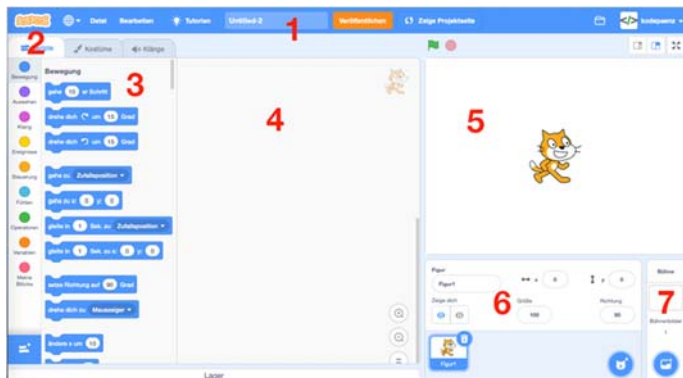 SCRATCH Datei Bearbeiten Tutorien Untitled-2 Veröffentlichen Zeige Projektseite kodepuenz
1
2
Kostüme Klänge
Bewegung
Aussehen
Klang
Ereignisse
Steuerung
Fühlen
Operatoren
Variablen
Meine Blöcke
Bewegung
3
gehe 10 er Schritt
drehe dich um 15 Grad
drehe dich um 15 Grad
gehe zu Zufallsposition
gehe zu x: 0 y: 0
gleite in 1 Sek. zu Zufallsposition
gleite in 1 Sek. zu x: 0 y: 0
setze Richtung auf 90 Grad
drehe dich zu Mauszeiger
ändere x um 10
4
5
Figur
Figur1 x 0 y 0
Zeige dich Größe Richtung
6
100 90
Figur1
Bühne
7
Bühnenbilder
1
Lager